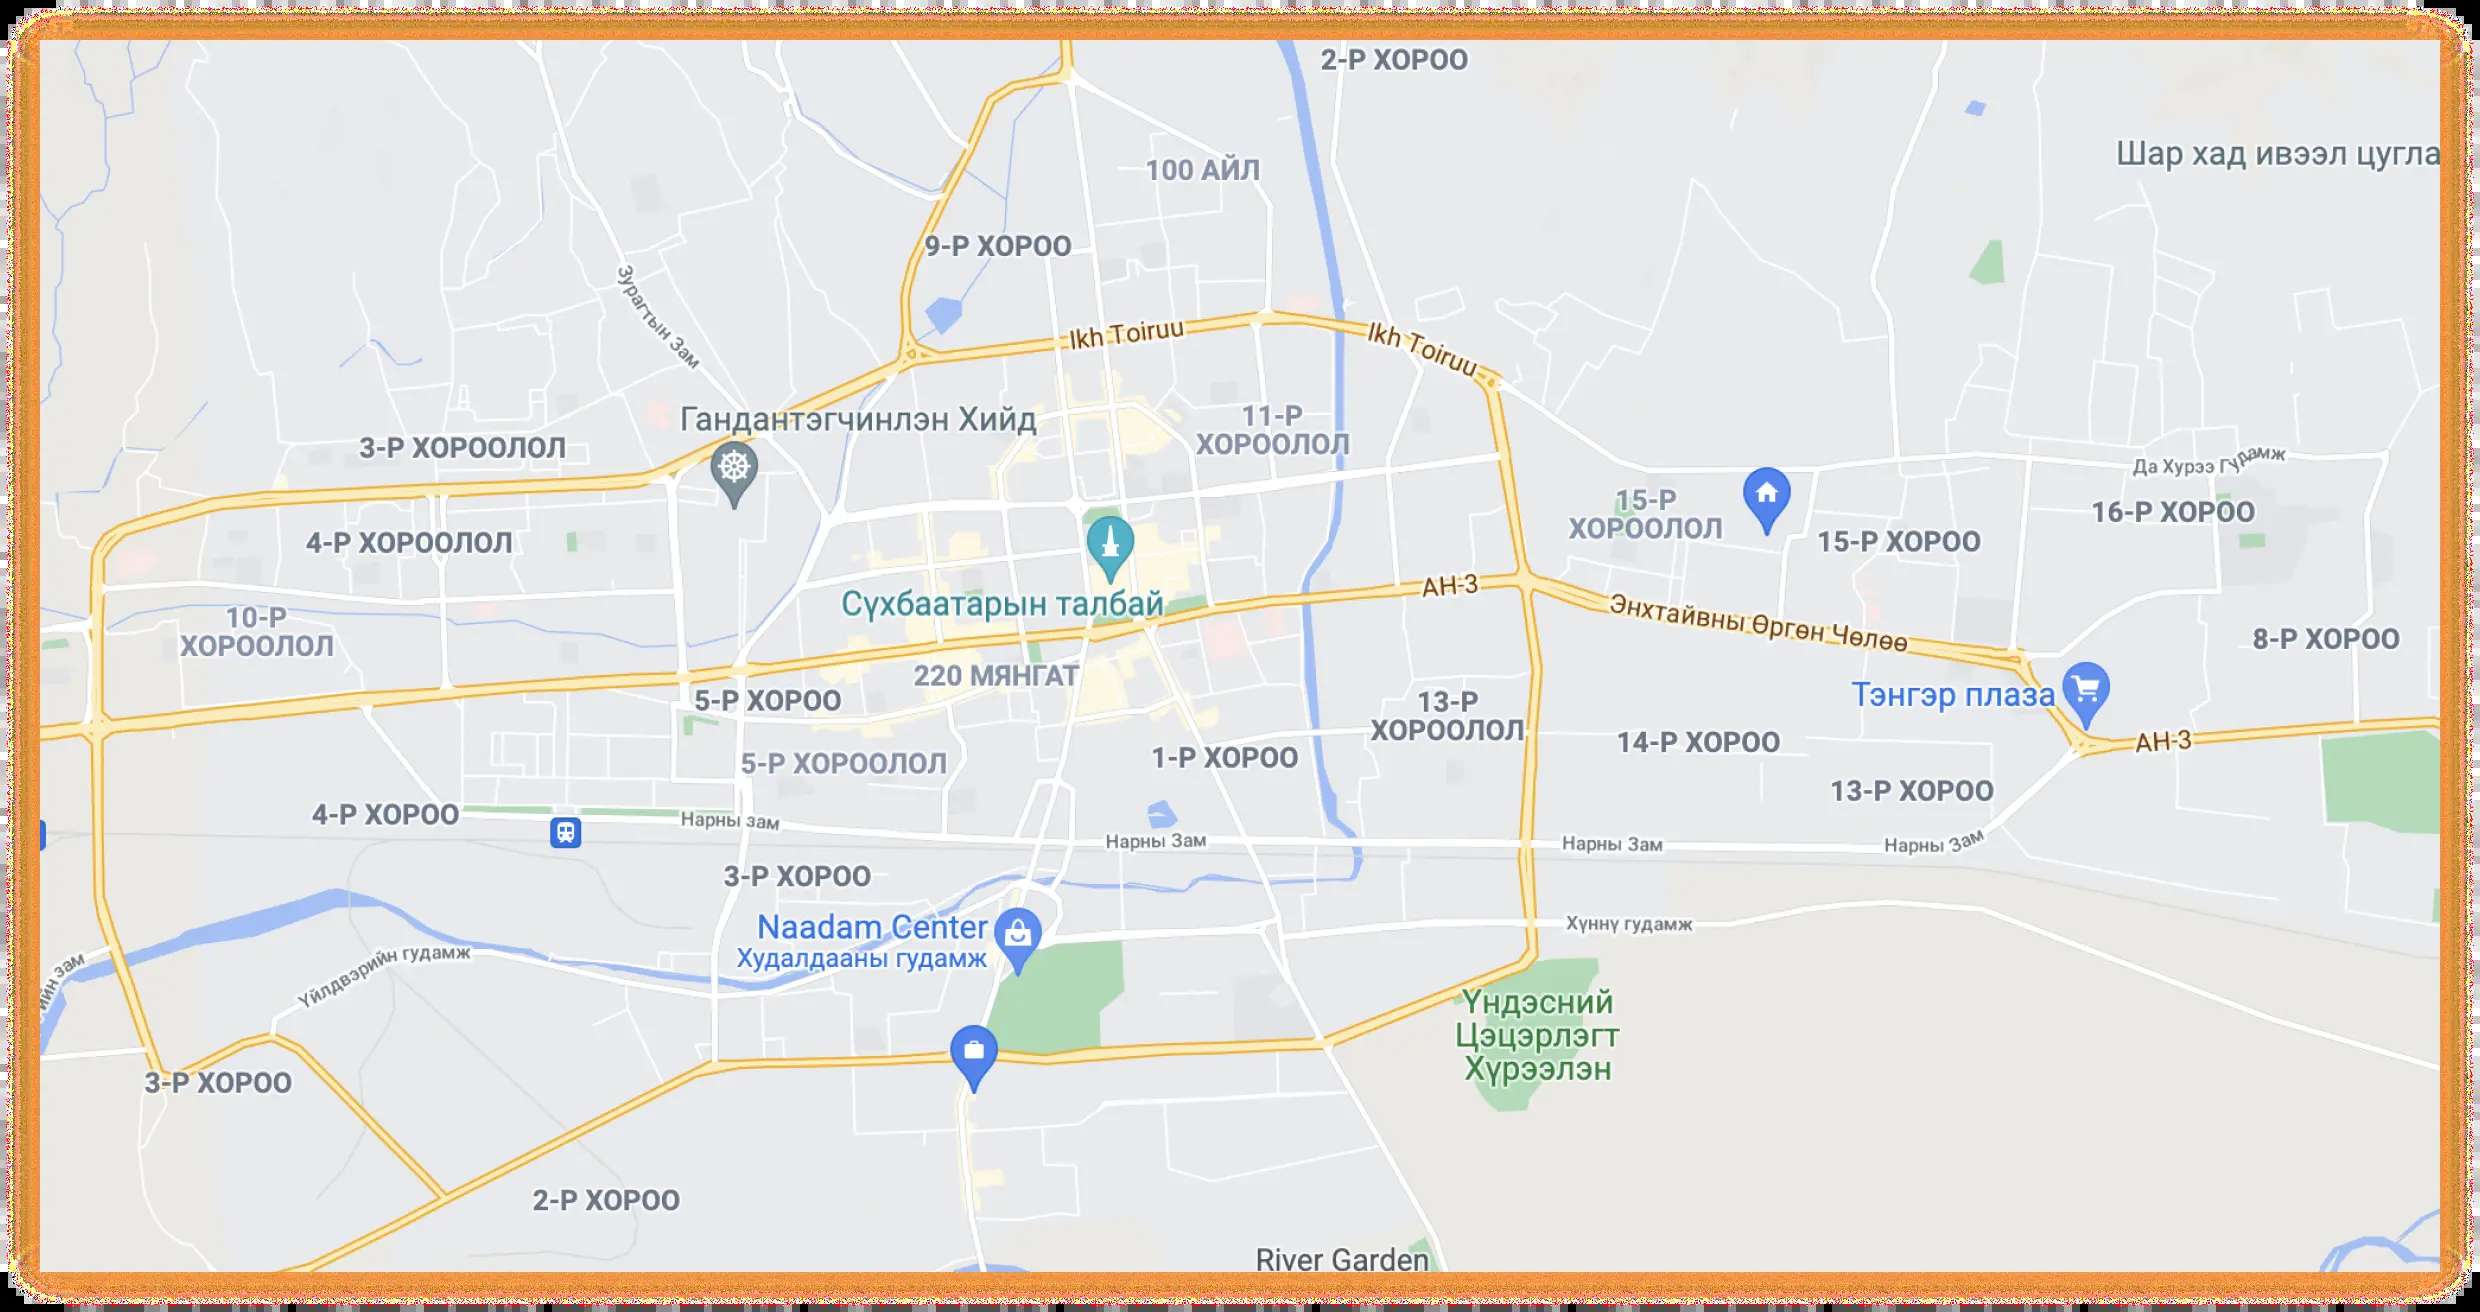 2-Р ХОРОО
Шар хад ивээл цугла
100 АЙЛ
9-Р ХОРОО
Зурагтын Зам
Ikh Toiruu
Ikh Toiruu
Гандантэгчинлэн Хийд
11-Р
ХОРООЛОЛ
3-Р ХОРООЛОЛ
Да Хүрээ Гудамж
15-Р
ХОРООЛОЛ
16-Р ХОРОО
4-Р ХОРООЛОЛ
15-Р ХОРОО
АН-3
Сүхбаатарын талбай
10-Р
ХОРООЛОЛ
Энхтайвны Өргөн Чөлөө
8-Р ХОРОО
220 МЯНГАТ
5-Р ХОРОО
Тэнгэр плаза
13-Р
ХОРООЛОЛ
14-Р ХОРОО
АН-3
1-Р ХОРОО
5-Р ХОРООЛОЛ
13-Р ХОРОО
4-Р ХОРОО
Нарны зам
Нарны Зам
Нарны Зам
Нарны Зам
3-Р ХОРОО
Naadam Center
Худалдааны гудамж
Хүннү гудамж
Үйлдвэрийн гудамж
ийн зам
Үндэсний
Цэцэрлэгт
Хүрээлэн
3-Р ХОРОО
2-Р ХОРОО
River Garden